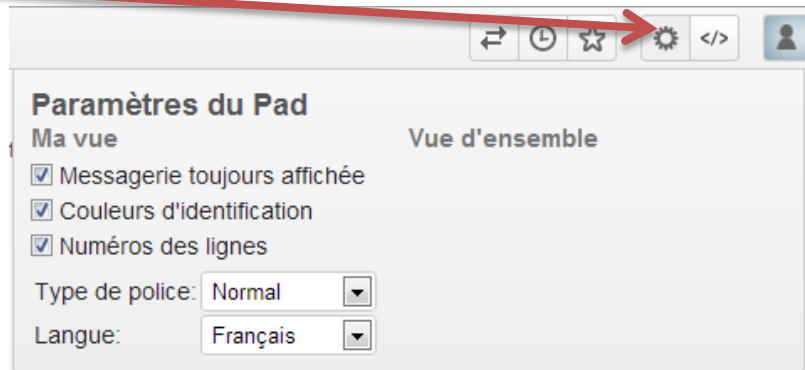 </>
Paramètres du Pad
Ma vue
Vue d'ensemble
Messagerie toujours affichée
Couleurs d'identification
Numéros des lignes
Type de police: Normal
Langue: Français